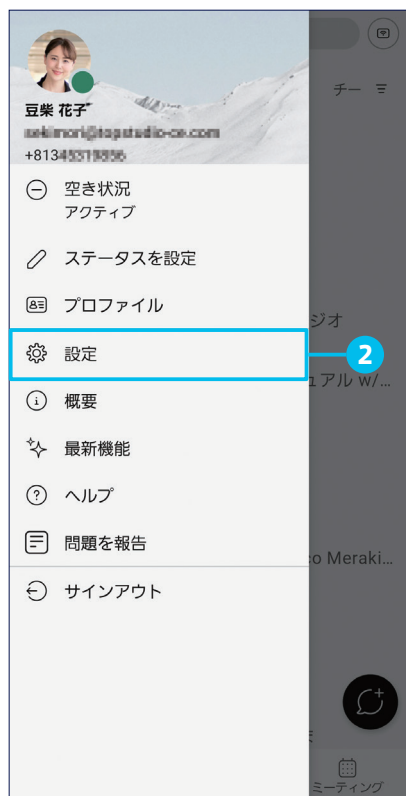 チー
豆柴 花子
+813
空き状況
アクティブ
ステータスを設定
プロファイル
ジオ
設定
2
ュアル w/...
概要
最新機能
ヘルプ
問題を報告
co Meraki...
サインアウト
ミーティング